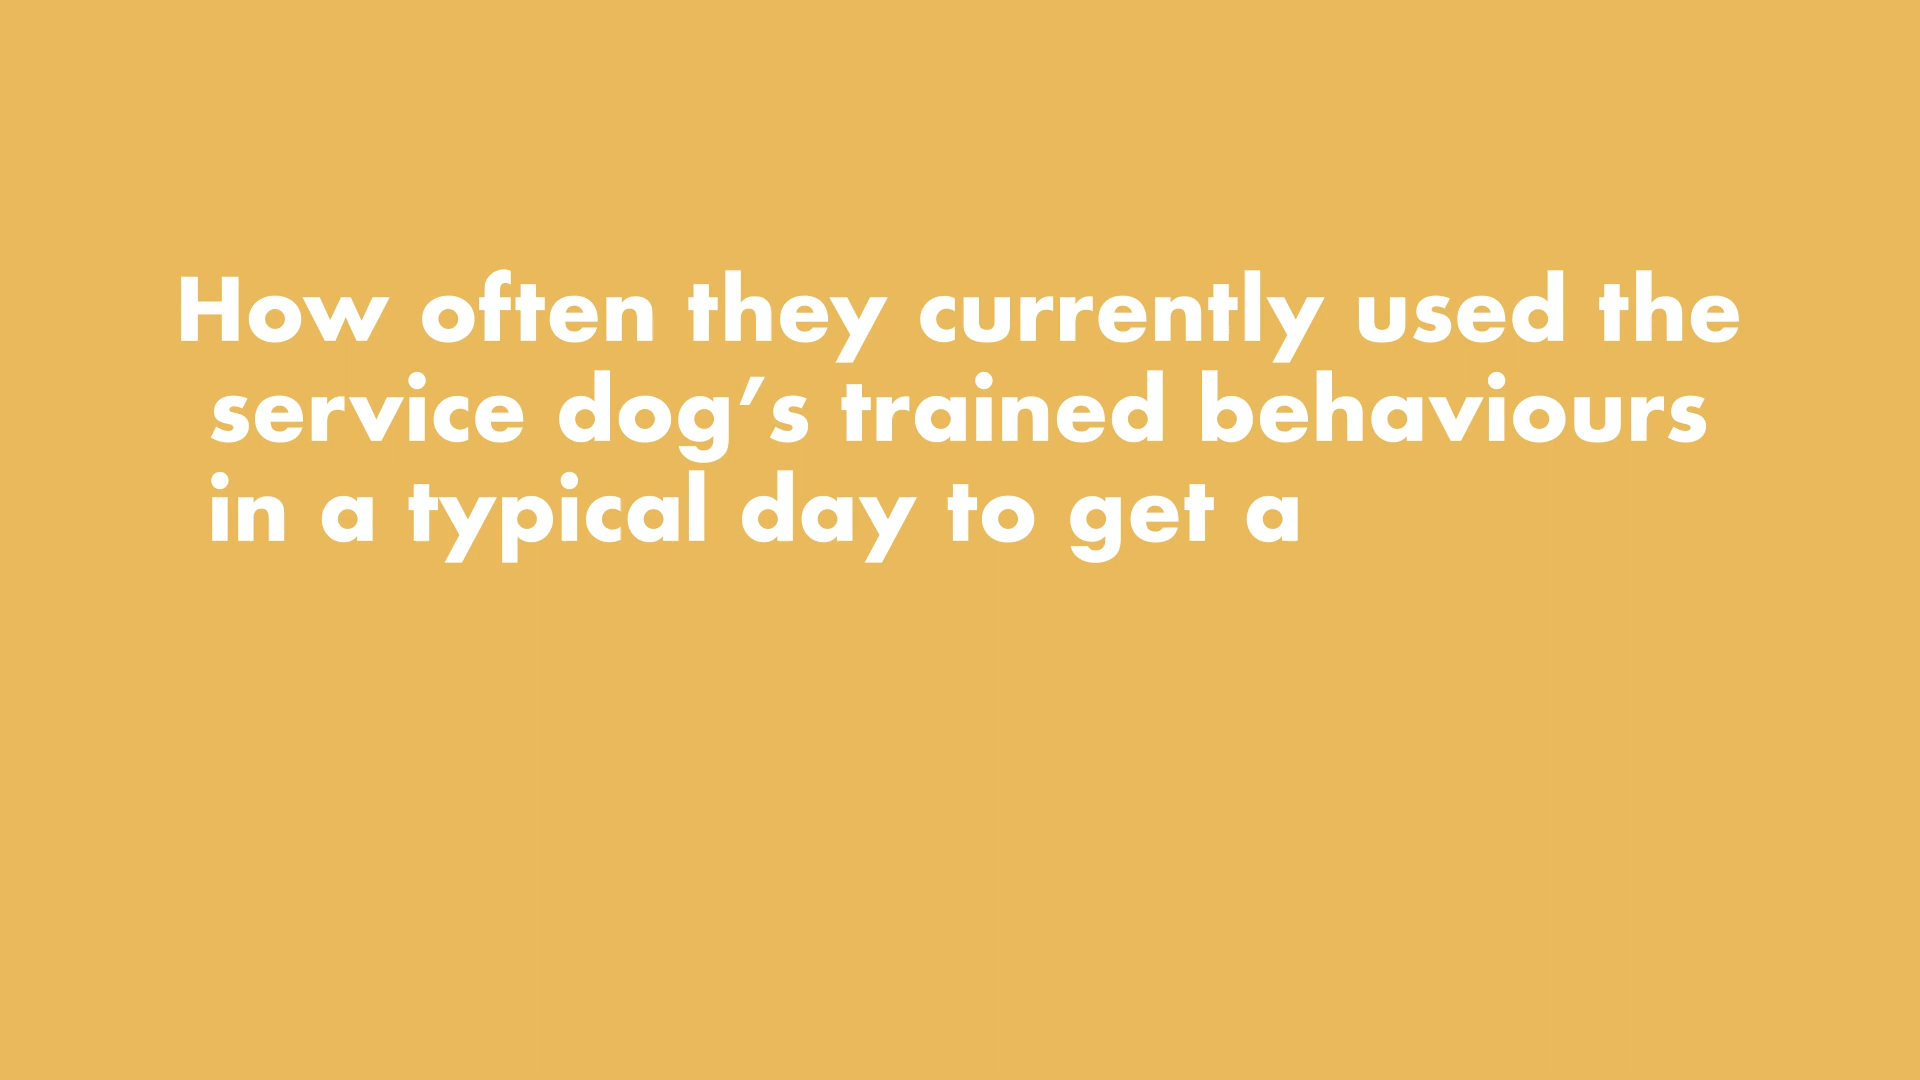 How often they currently used the
service dog’s trained behaviours
in a typical day to get a